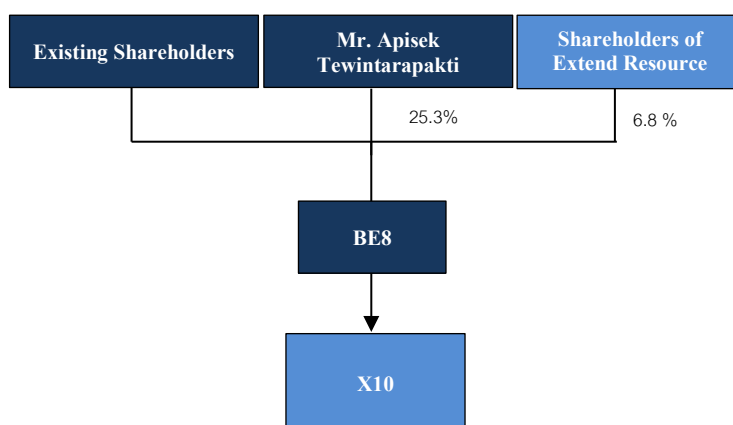 Existing Shareholders
Mr. Apisek
Tewintarapakti
Shareholders of
Extend Resource
25.3%
6.8 %
BE8
X10